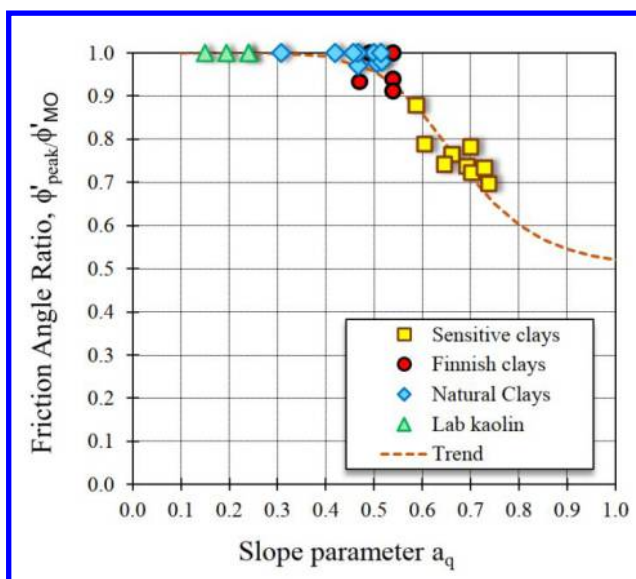 1.0
0.9
0.8
0.7
0.6
0.5
0.4
0.3
0.2
0.1
0.0
Friction Angle Ratio, ϕ'peak/ϕ'MO
Sensitive clays
Finnish clays
Natural Clays
Lab kaolin
Trend
0.0 0.1 0.2 0.3 0.4 0.5 0.6 0.7 0.8 0.9 1.0
Slope parameter aq